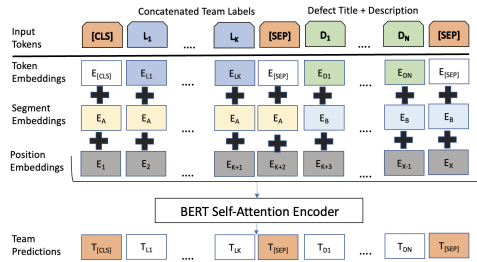 Concatenated Team Labels Defect Title + Description
Input Tokens [CLS] L1 .... LK [SEP] D1 .... DN [SEP]
Token Embeddings E[CLS] EL1 .... ELK E[SEP] ED1 .... EDN E[SEP]
Segment Embeddings EA EA .... EA EA EB .... EB EB
Position Embeddings E1 E2 .... EK+1 EK+2 EK+3 .... EX-1 EX
BERT Self-Attention Encoder
Team Predictions T[CLS] TL1 .... TLK T[SEP] TD1 .... TDN T[SEP]